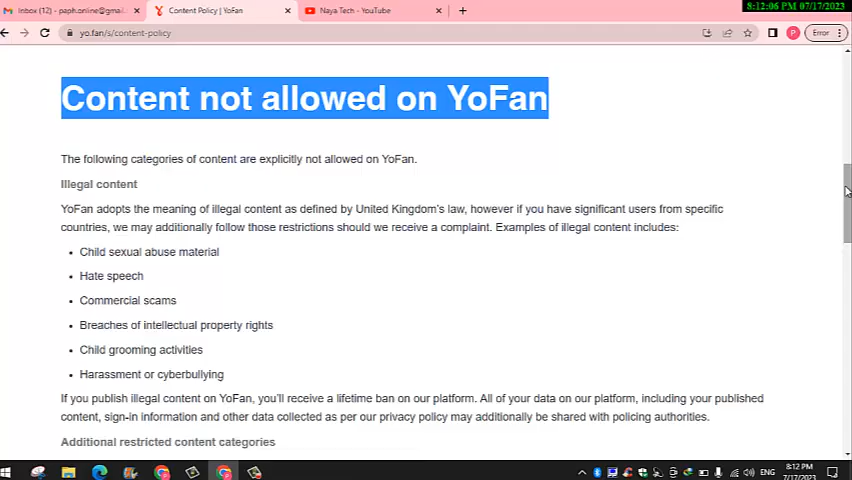 8:12:06 PM 07/17/2023
Inbox (12) - paph.online@gmai
Content Policy | YoFan
Naya Tech - YouTube
yo.fan/s/content-policy
P
Error
Content not allowed on YoFan
The following categories of content are explicitly not allowed on YoFan.
Illegal content
YoFan adopts the meaning of illegal content as defined by United Kingdom's law, however if you have significant users from specific
countries, we may additionally follow those restrictions should we receive a complaint. Examples of illegal content includes:
• Child sexual abuse material
• Hate speech
• Commercial scams
• Breaches of intellectual property rights
• Child grooming activities
• Harassment or cyberbullying
If you publish illegal content on YoFan, you'll receive a lifetime ban on our platform. All of your data on our platform, including your published
content, sign-in information and other data collected as per our privacy policy may additionally be shared with policing authorities.
Additional restricted content categories
ENG
8:12 PM
7/17/2023